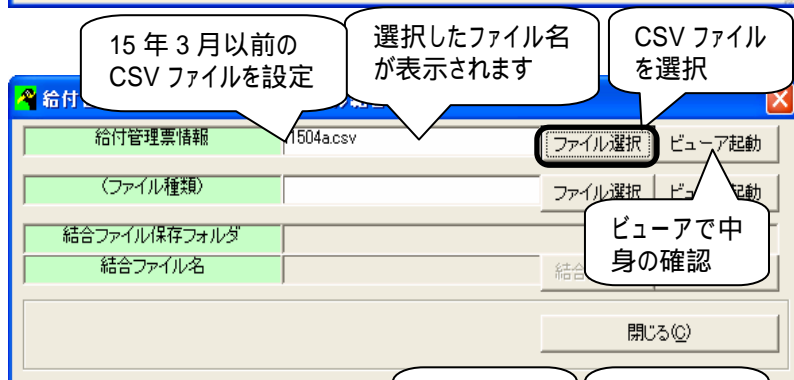 15 年 3 月以前の
CSV ファイルを設定
選択したファイル名
が表示されます
CSV ファイル
を選択
給付
給付管理票情報
1504a.csv
ファイル選択
ビューア起動
(ファイル種類)
ファイル選択
ビューアで中
身の確認
結合ファイル保存フォルダ
結合ファイル名
結合
閉じる(C)